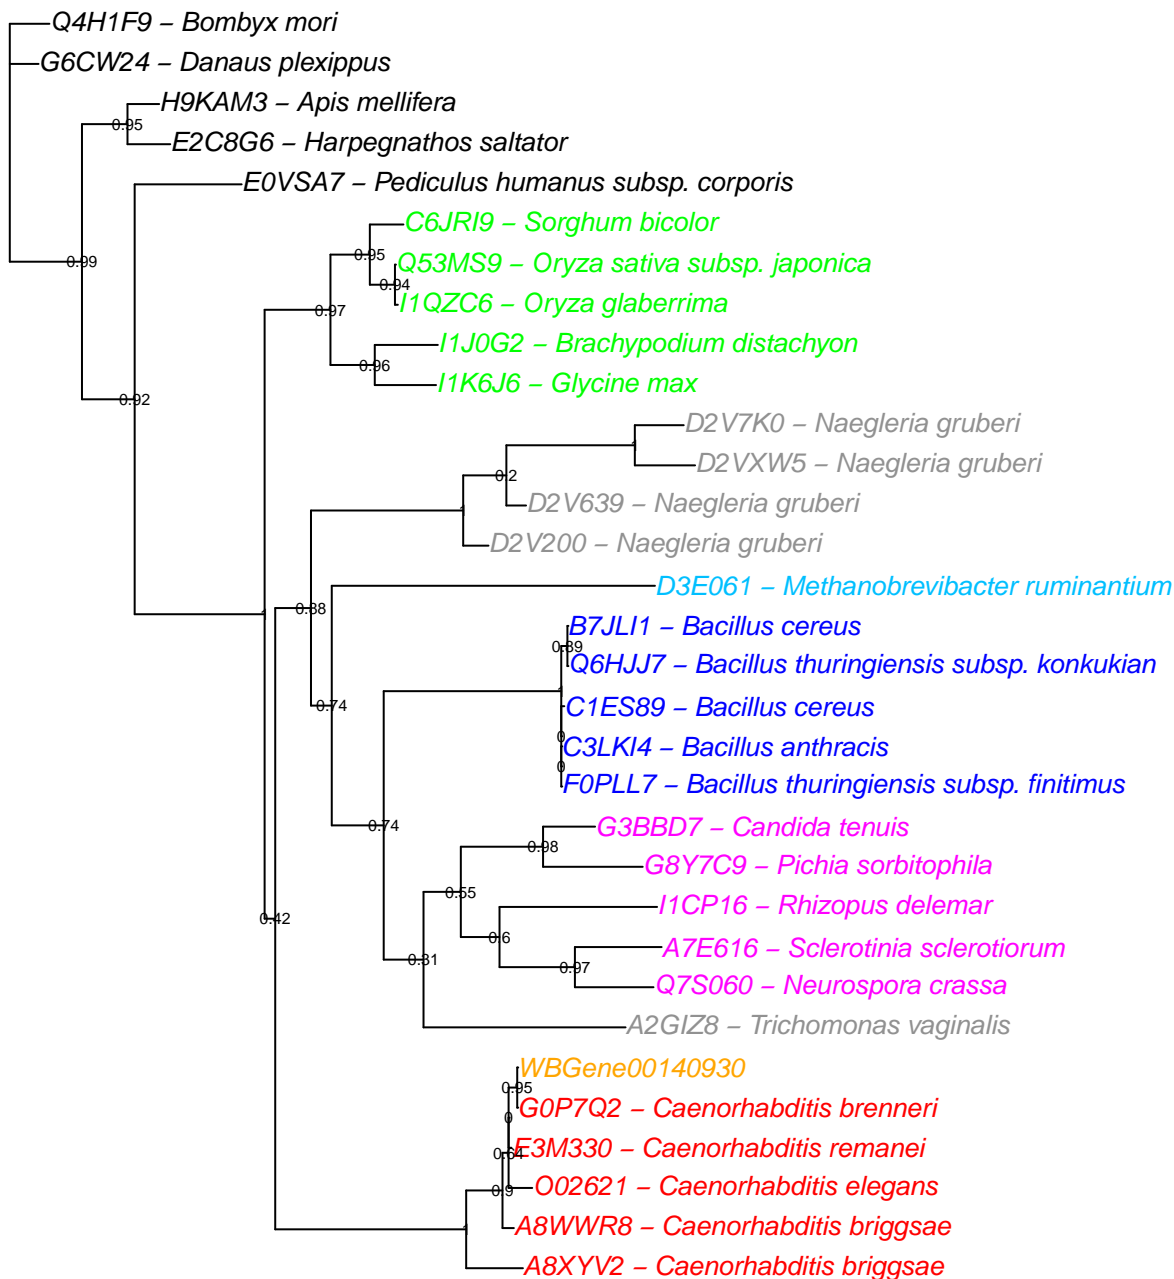 Q4H1F9 – Bombyx mori
G6CW24 – Danaus plexippus
H9KAM3 – Apis mellifera
0.95
E2C8G6 – Harpegnathos saltator
E0VSA7 – Pediculus humanus subsp. corporis
C6JRI9 – Sorghum bicolor
0.95
0.99
Q53MS9 – Oryza sativa subsp. japonica
0.94
I1QZC6 – Oryza glaberrima
0.97
I1J0G2 – Brachypodium distachyon
0.96
I1K6J6 – Glycine max
0.92
D2V7K0 – Naegleria gruberi
1
D2VXW5 – Naegleria gruberi
0.2
D2V639 – Naegleria gruberi
1
D2V200 – Naegleria gruberi
D3E061 – Methanobrevibacter ruminantium
0.88
1
B7JLI1 – Bacillus cereus
0.89
Q6HJJ7 – Bacillus thuringiensis subsp. konkukian
1
0.74
C1ES89 – Bacillus cereus
0
C3LKI4 – Bacillus anthracis
0
F0PLL7 – Bacillus thuringiensis subsp. finitimus
0.74
G3BBD7 – Candida tenuis
0.98
G8Y7C9 – Pichia sorbitophila
0.55
I1CP16 – Rhizopus delemar
0.42
0.6
A7E616 – Sclerotinia sclerotiorum
0.31
0.97
Q7S060 – Neurospora crassa
A2GIZ8 – Trichomonas vaginalis
WBGene00140930
0.95
G0P7Q2 – Caenorhabditis brenneri
0
E3M330 – Caenorhabditis remanei
0.64
O02621 – Caenorhabditis elegans
0.9
A8WWR8 – Caenorhabditis briggsae
1
A8XYV2 – Caenorhabditis briggsae